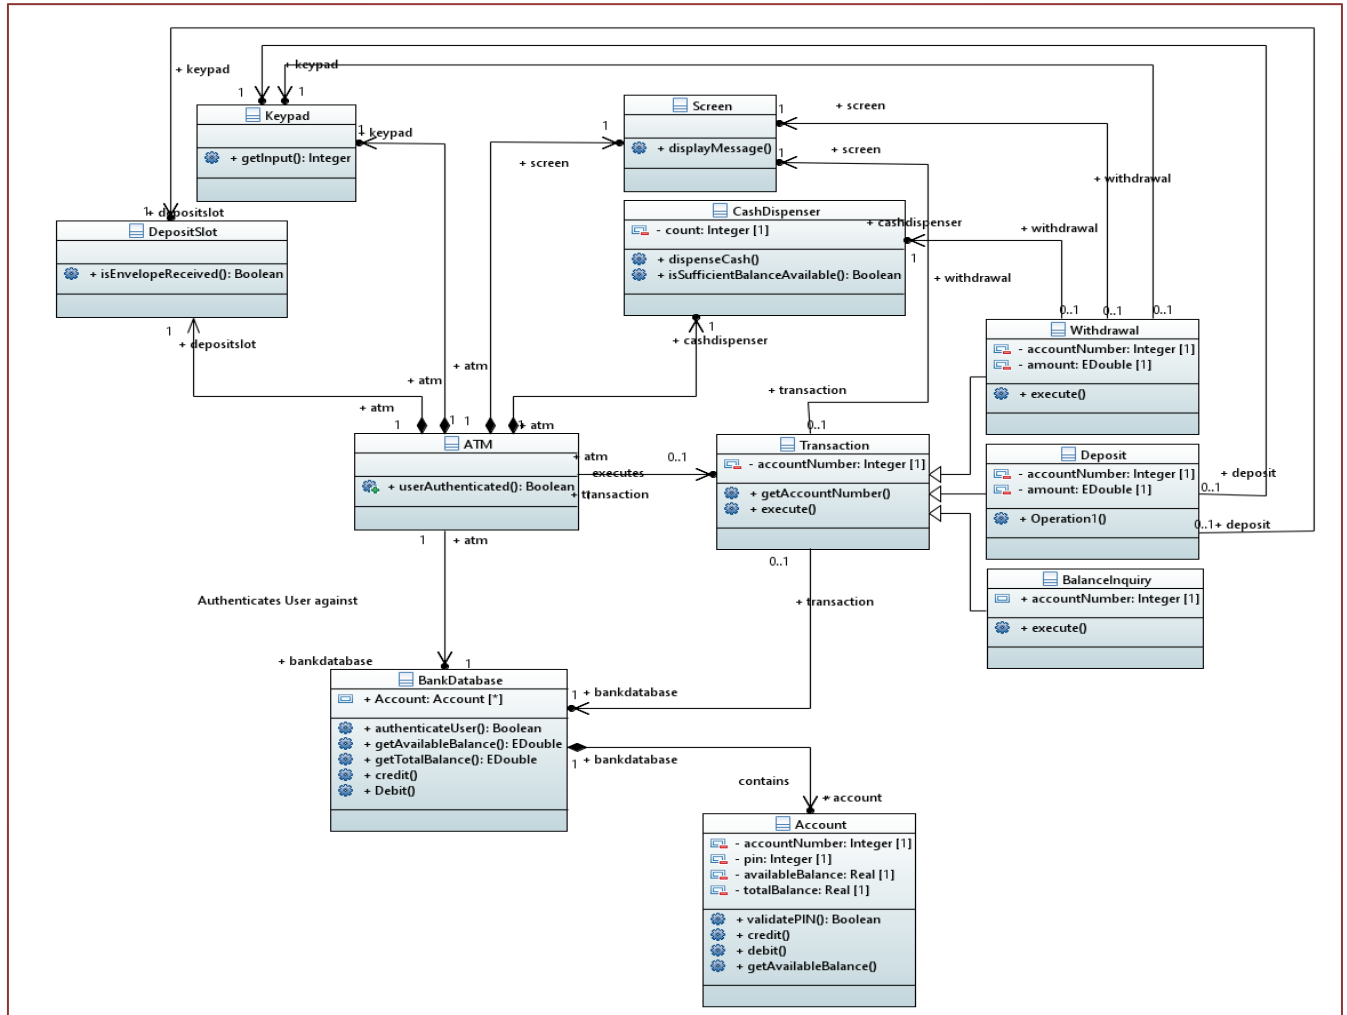 + keypad
+ keypad
1
1
Keypad
+ getInput(): Integer
1
+ keypad
1
+ screen
Screen
+ displayMessage()
1
+ screen
1
+ screen
+ withdrawal
1
+ depositslot
DepositSlot
+ isEnvelopeReceived(): Boolean
1
+ depositslot
CashDispenser
- count: Integer [1]
+ dispenseCash()
+ isSufficientBalanceAvailable(): Boolean
+ cashdispenser
1
+ withdrawal
+ withdrawal
1
+ cashdispenser
0..1
0..1
0..1
Withdrawal
- accountNumber: Integer [1]
- amount: EDouble [1]
+ execute()
+ atm
+ atm
+ atm
1
1
1
1
+ atm
ATM
+ userAuthenticated(): Boolean
+ atm
0..1
executes
+ transaction
+ transaction
0..1
Transaction
- accountNumber: Integer [1]
+ getAccountNumber()
+ execute()
Deposit
- accountNumber: Integer [1]
- amount: EDouble [1]
+ Operation1()
+ deposit
0..1
0..1
+ deposit
1
+ atm
0..1
+ transaction
BalanceInquiry
+ accountNumber: Integer [1]
+ execute()
Authenticates User against
+ bankdatabase
1
BankDatabase
+ Account: Account [*]
+ authenticateUser(): Boolean
+ getAvailableBalance(): EDouble
+ getTotalBalance(): EDouble
+ credit()
+ Debit()
1
+ bankdatabase
1
+ bankdatabase
contains
*
+ account
Account
- accountNumber: Integer [1]
- pin: Integer [1]
- availableBalance: Real [1]
- totalBalance: Real [1]
+ validatePIN(): Boolean
+ credit()
+ debit()
+ getAvailableBalance()